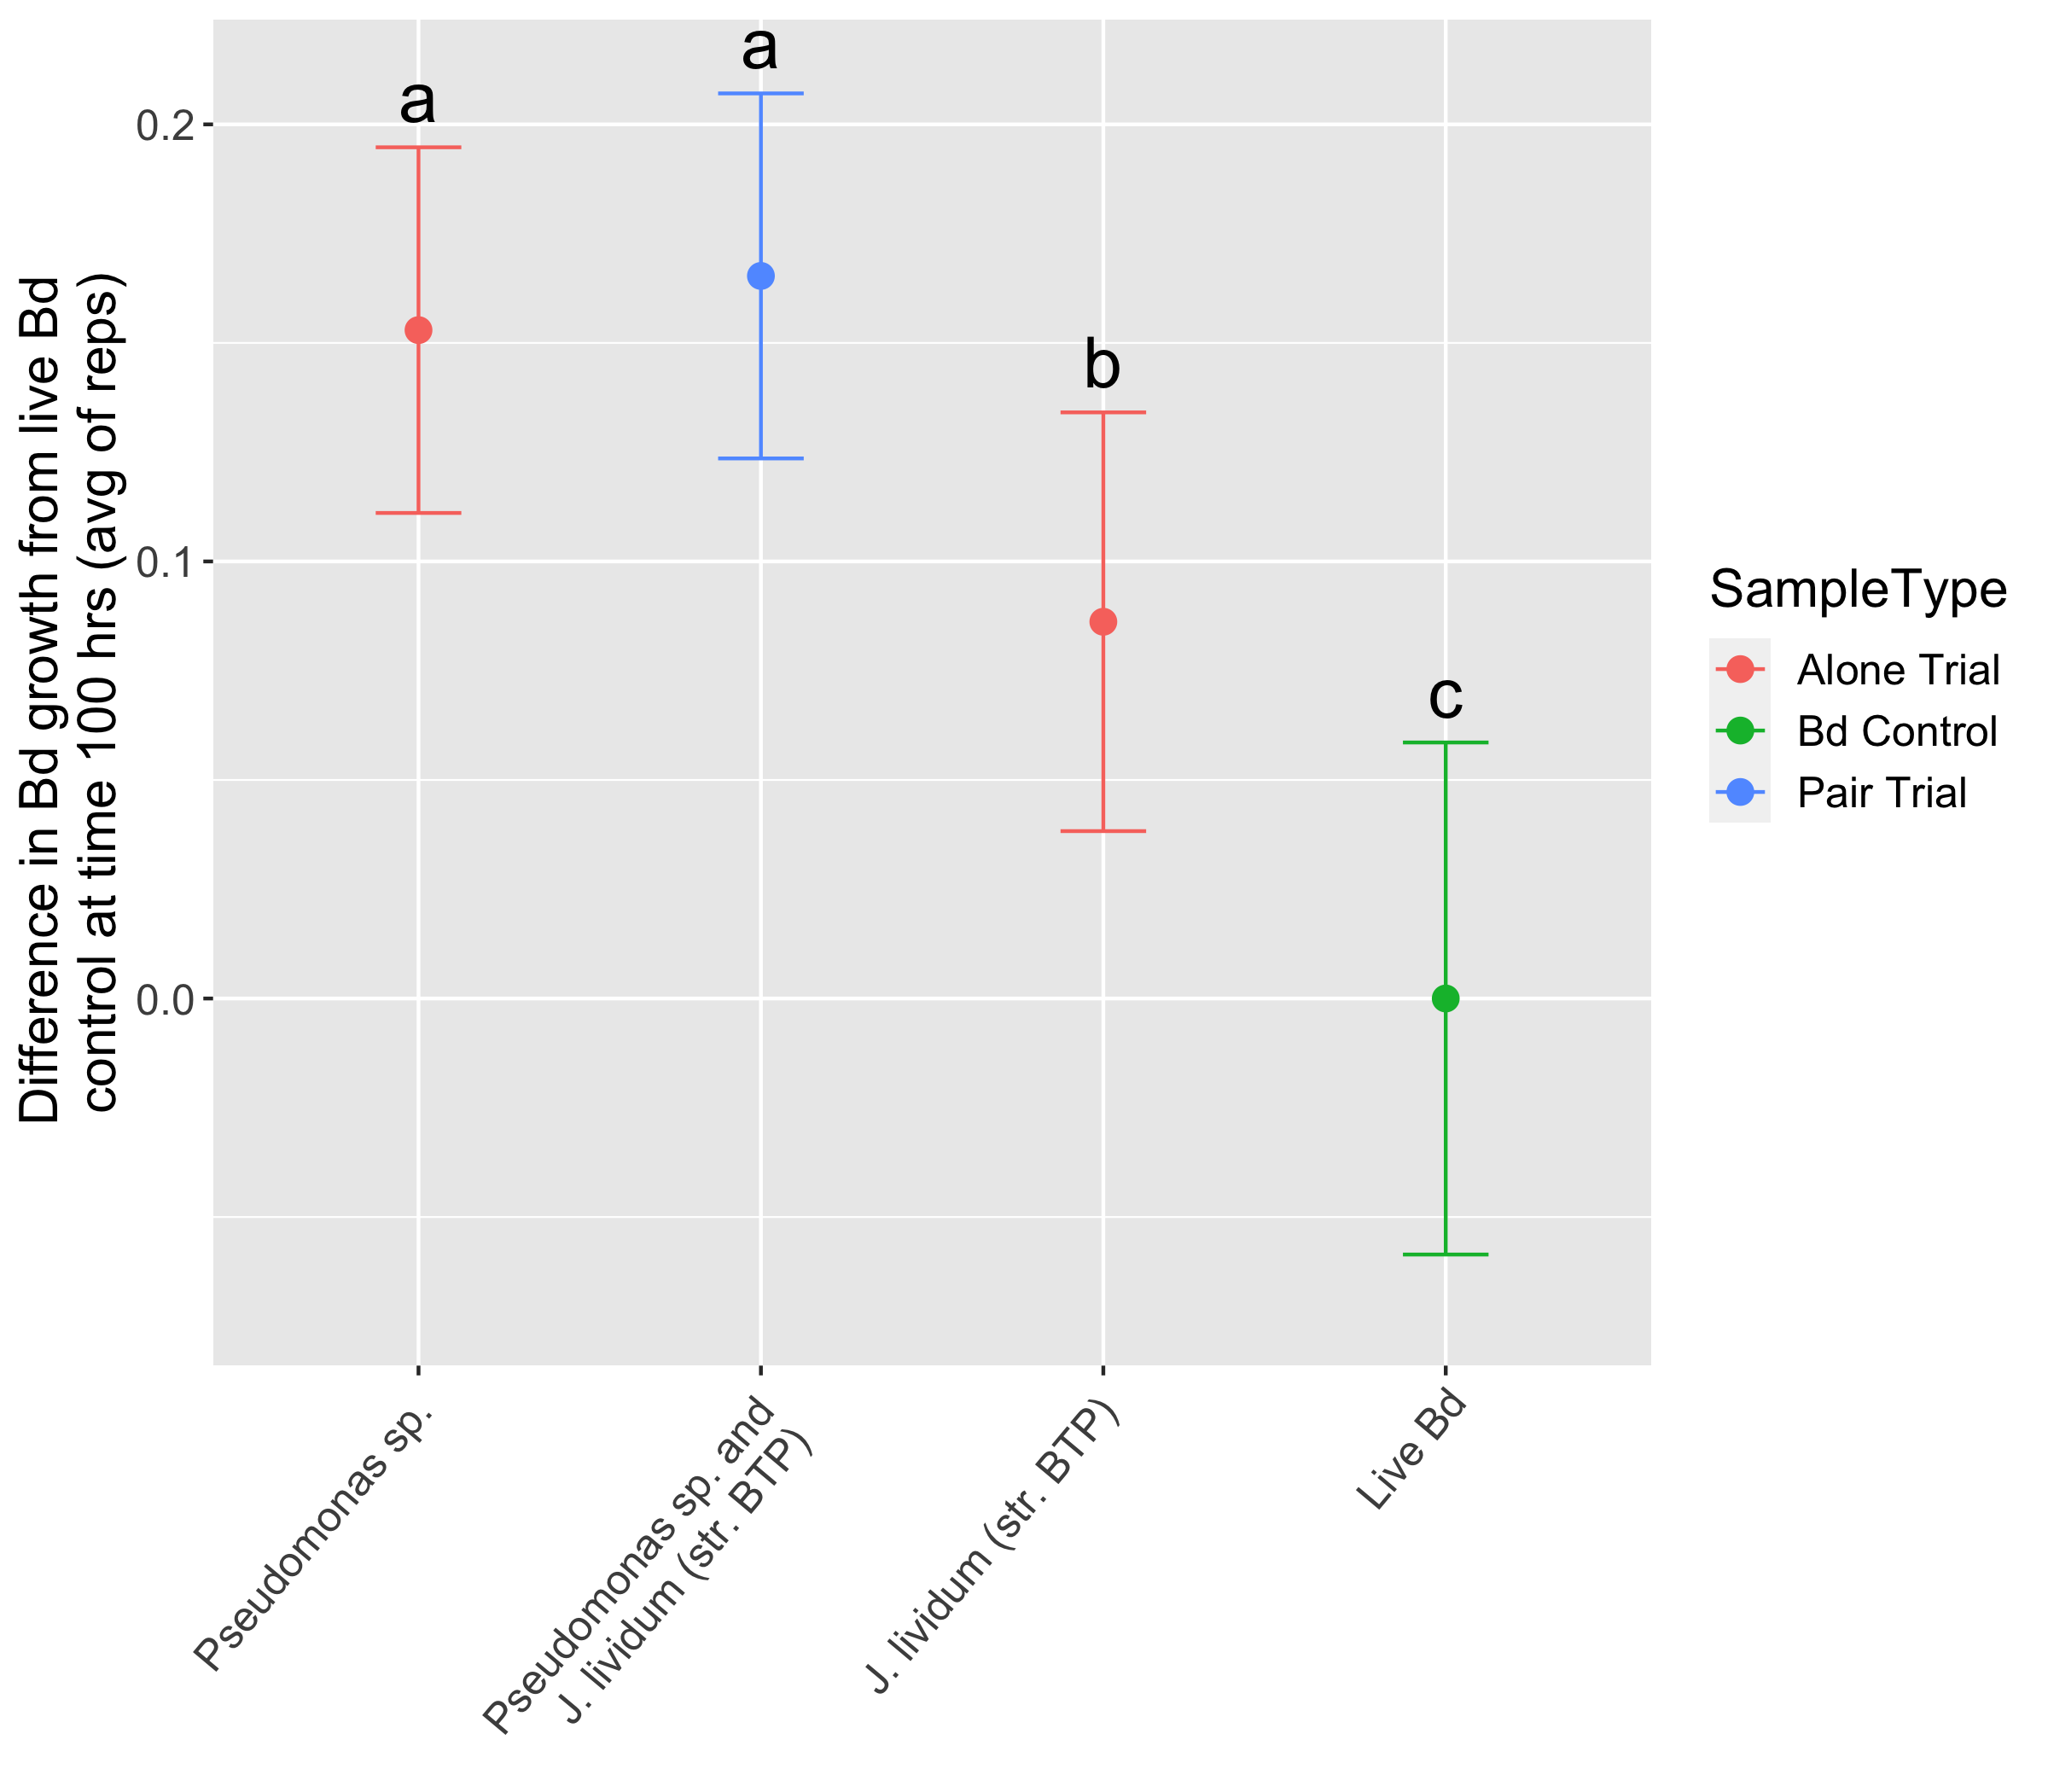 Difference in Bd growth from live Bd
control at time 100 hrs (avg of reps)
0.2
0.1
0.0
a
a
b
c
Pseudomonas sp.
Pseudomonas sp. and
J. lividum (str. BTP)
J. lividum (str. BTP)
Live Bd
SampleType
Alone Trial
Bd Control
Pair Trial